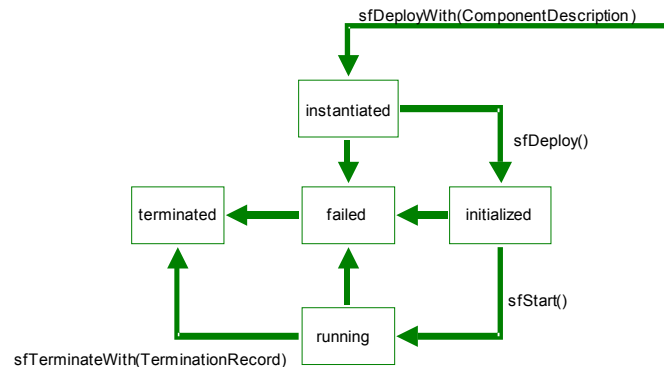 sfDeployWith(ComponentDescription)
instantiated
sfDeploy()
terminated
failed
initialized
sfStart()
running
sfTerminateWith(TerminationRecord)